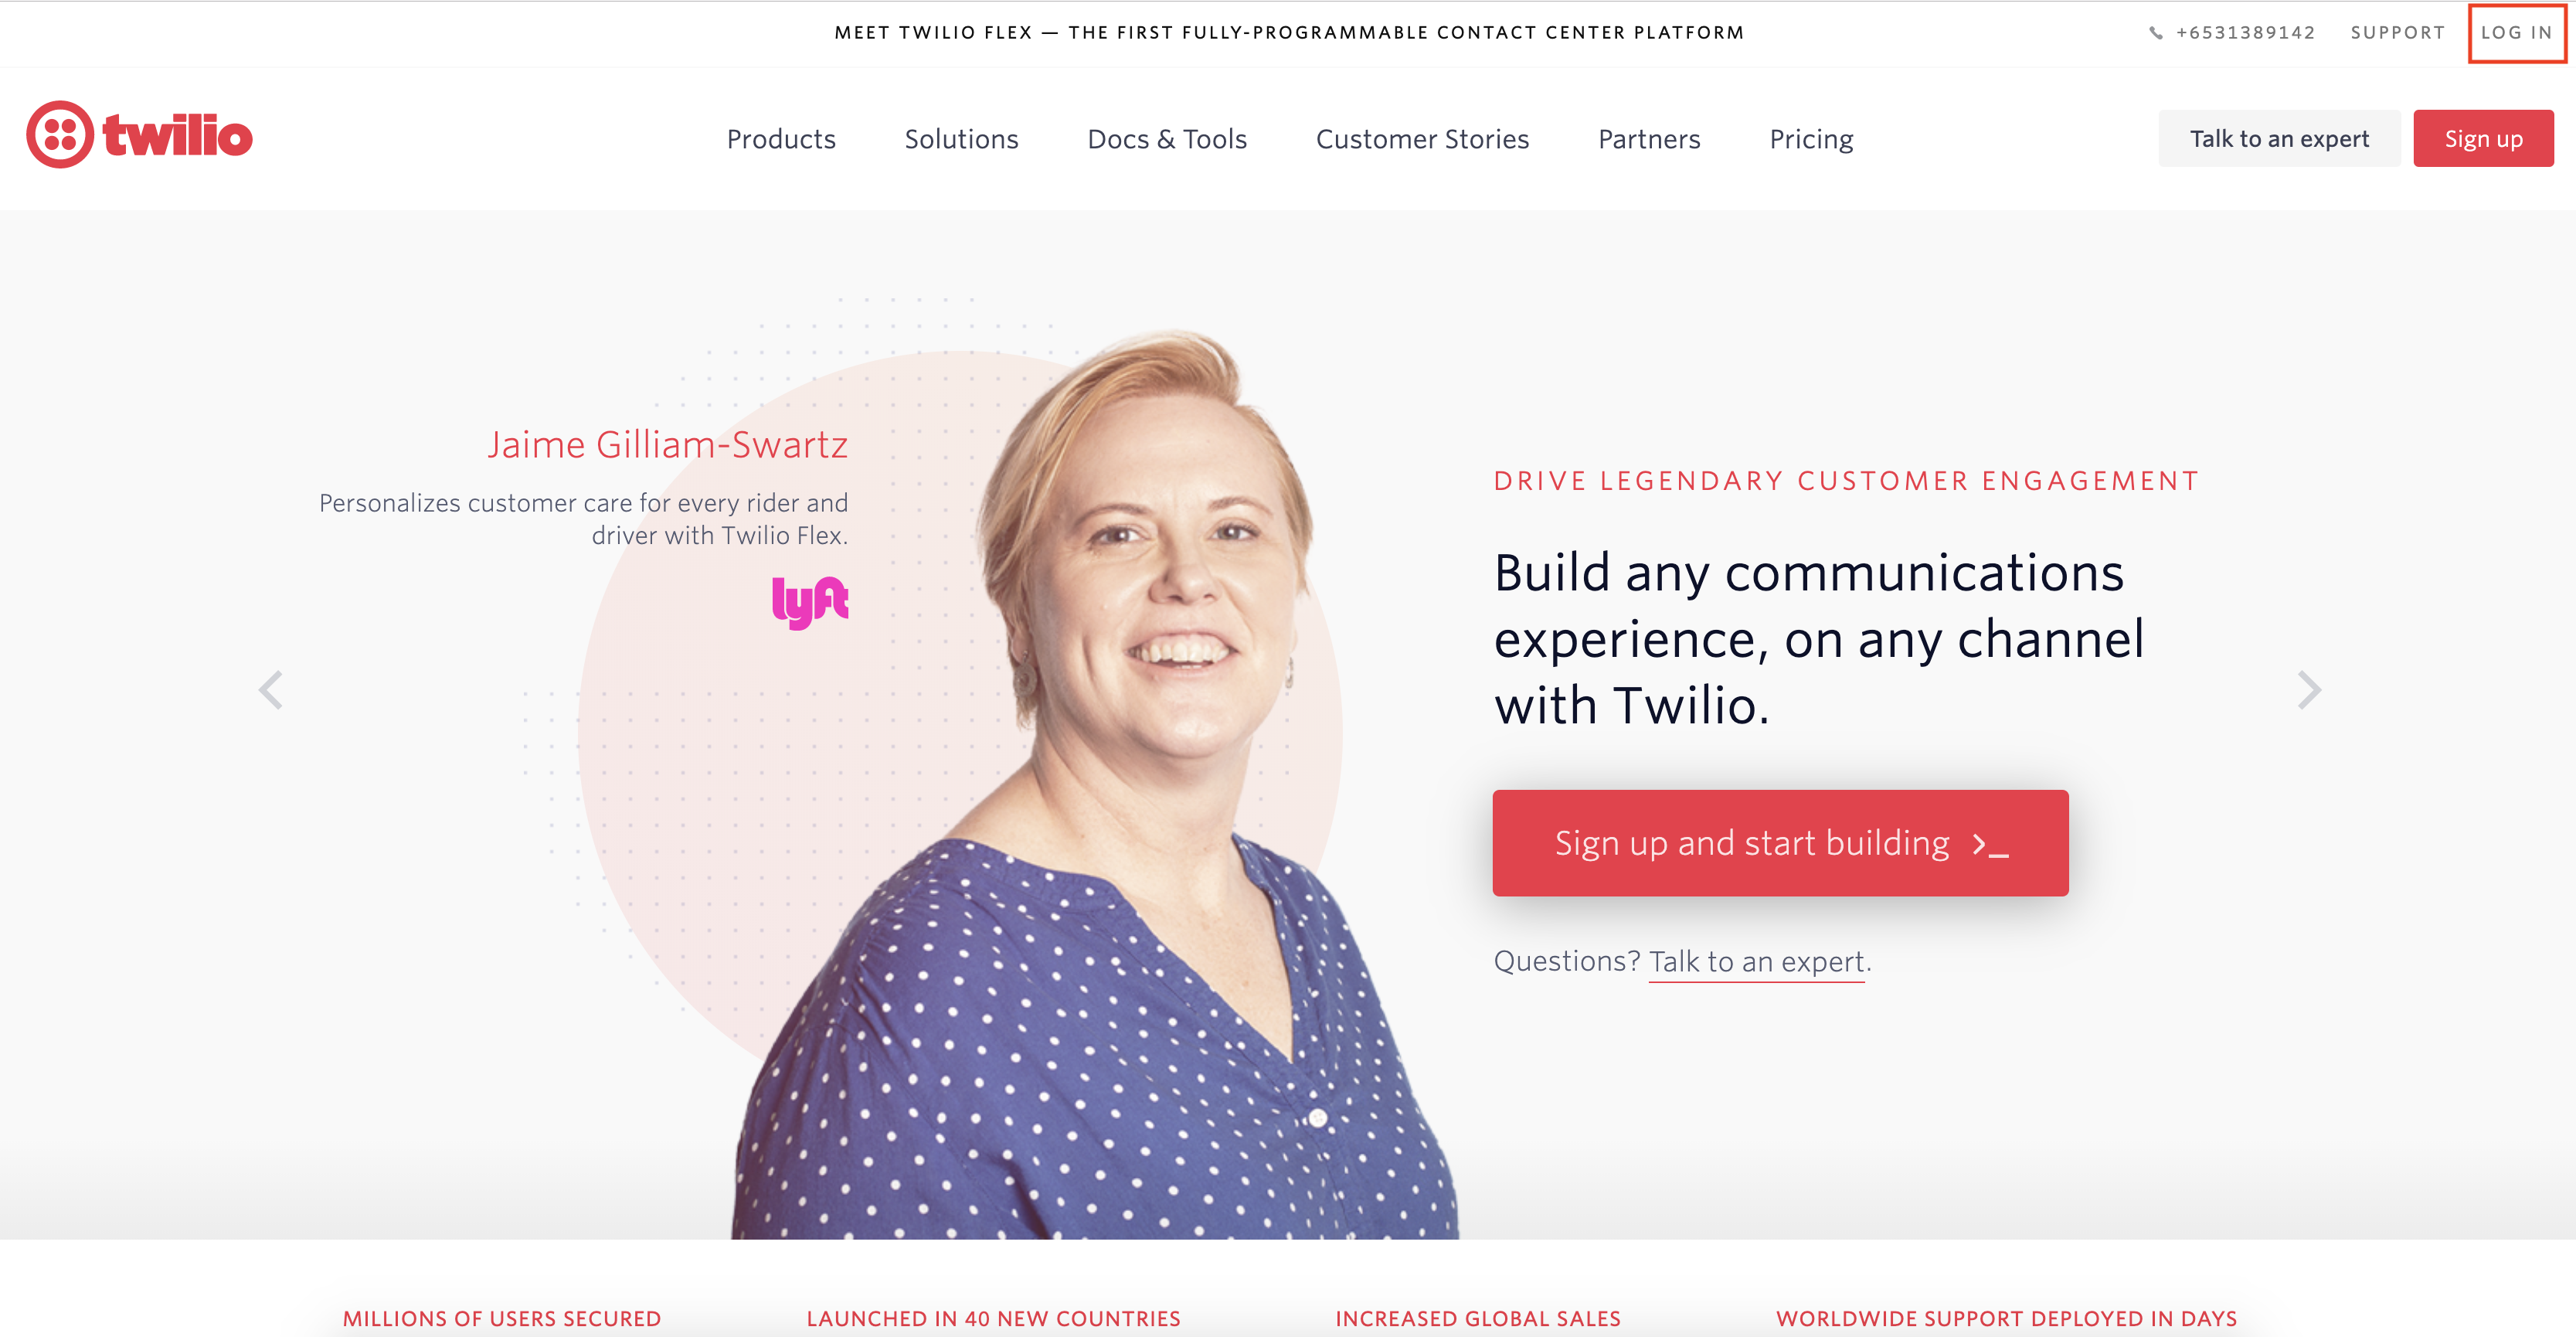 MEET TWILIO FLEX — THE FIRST FULLY-PROGRAMMABLE CONTACT CENTER PLATFORM
+6531389142
SUPPORT
LOG IN
twilio
Products
Solutions
Docs & Tools
Customer Stories
Partners
Pricing
Talk to an expert
Sign up
Jaime Gilliam-Swartz
Personalizes customer care for every rider and
driver with Twilio Flex.
lyft
DRIVE LEGENDARY CUSTOMER ENGAGEMENT
Build any communications
experience, on any channel
with Twilio.
Sign up and start building >_
Questions? Talk to an expert.
MILLIONS OF USERS SECURED
LAUNCHED IN 40 NEW COUNTRIES
INCREASED GLOBAL SALES
WORLDWIDE SUPPORT DEPLOYED IN DAYS